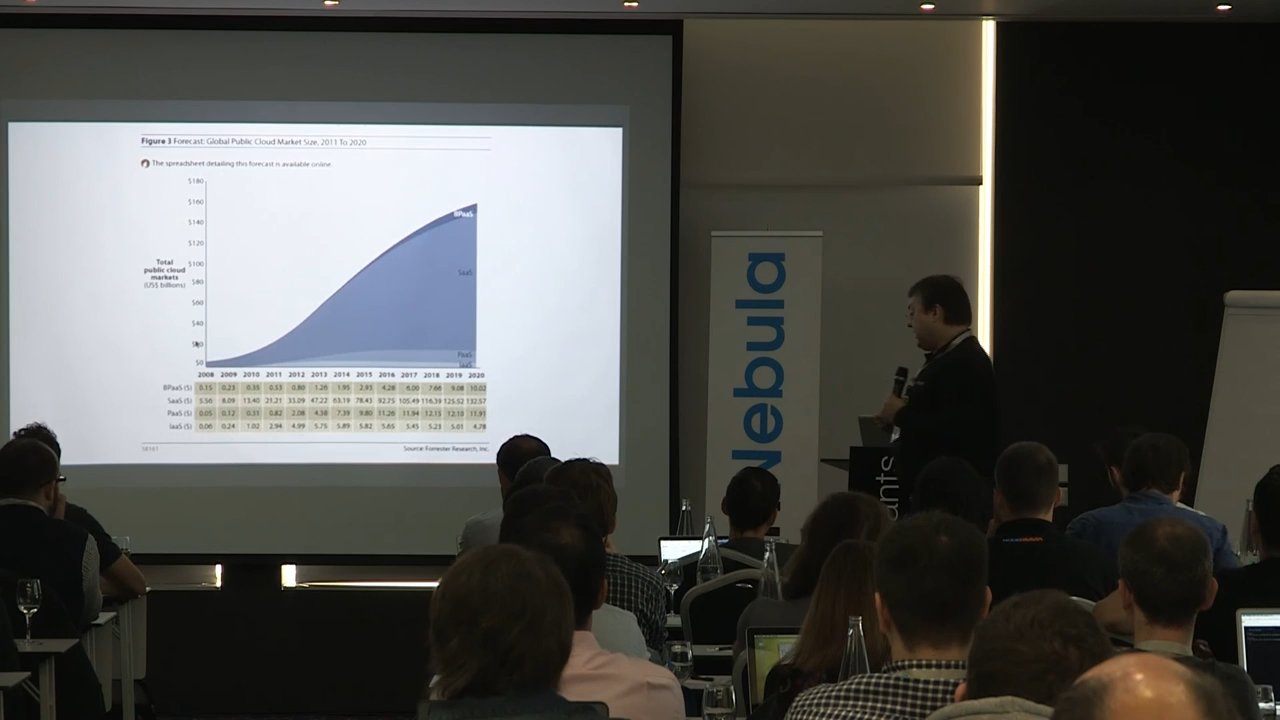 Figure 3 Forecast: Global Public Cloud Market Size, 2011 To 2020
The spreadsheet detailing this forecast is available online.
$180
$160
$140
$120
$100
$80
$60
$40
$0
Total
public cloud
markets
(US$ billions)
BPaaS
SaaS
PaaS
IaaS
2008 2009 2010 2011 2012 2013 2014 2015 2016 2017 2018 2019 2020
BPaaS ($) 0.15 0.23 0.35 0.53 0.80 1.26 1.95 2.93 4.28 6.00 7.66 9.08 10.02
SaaS ($) 5.56 8.09 13.40 21.21 33.09 47.22 63.19 78.43 92.75 105.49 116.39 125.52 132.57
PaaS ($) 0.05 0.12 0.31 0.82 2.08 4.38 7.39 9.80 11.26 11.94 12.15 12.10 11.91
IaaS ($) 0.06 0.24 1.02 2.94 4.99 5.75 5.89 5.82 5.65 5.45 5.23 5.01 4.78
58161
Source: Forrester Research, Inc.
Nebula
ants